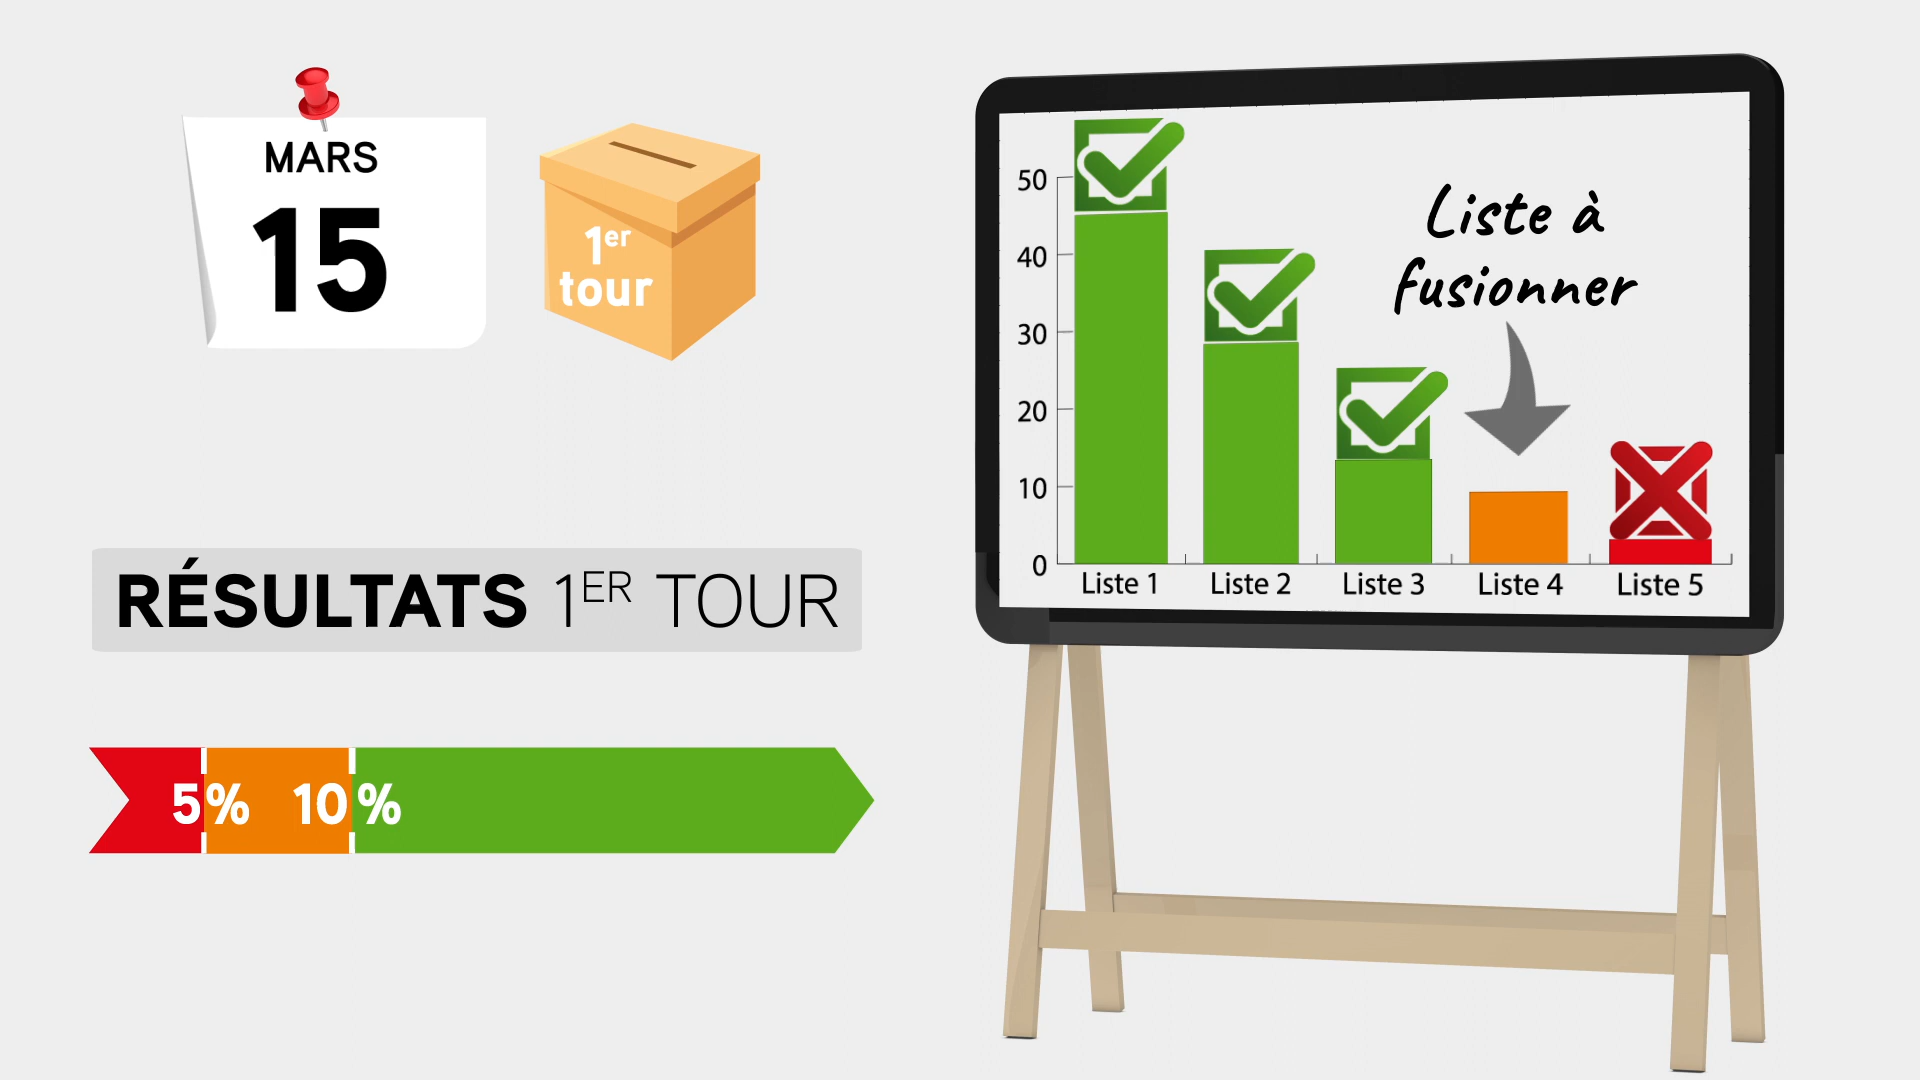 MARS
15
1er
tour
RÉSULTATS 1ER TOUR
5% 10%
Liste à
fusionner
50
40
30
20
10
0
Liste 1 Liste 2 Liste 3 Liste 4 Liste 5